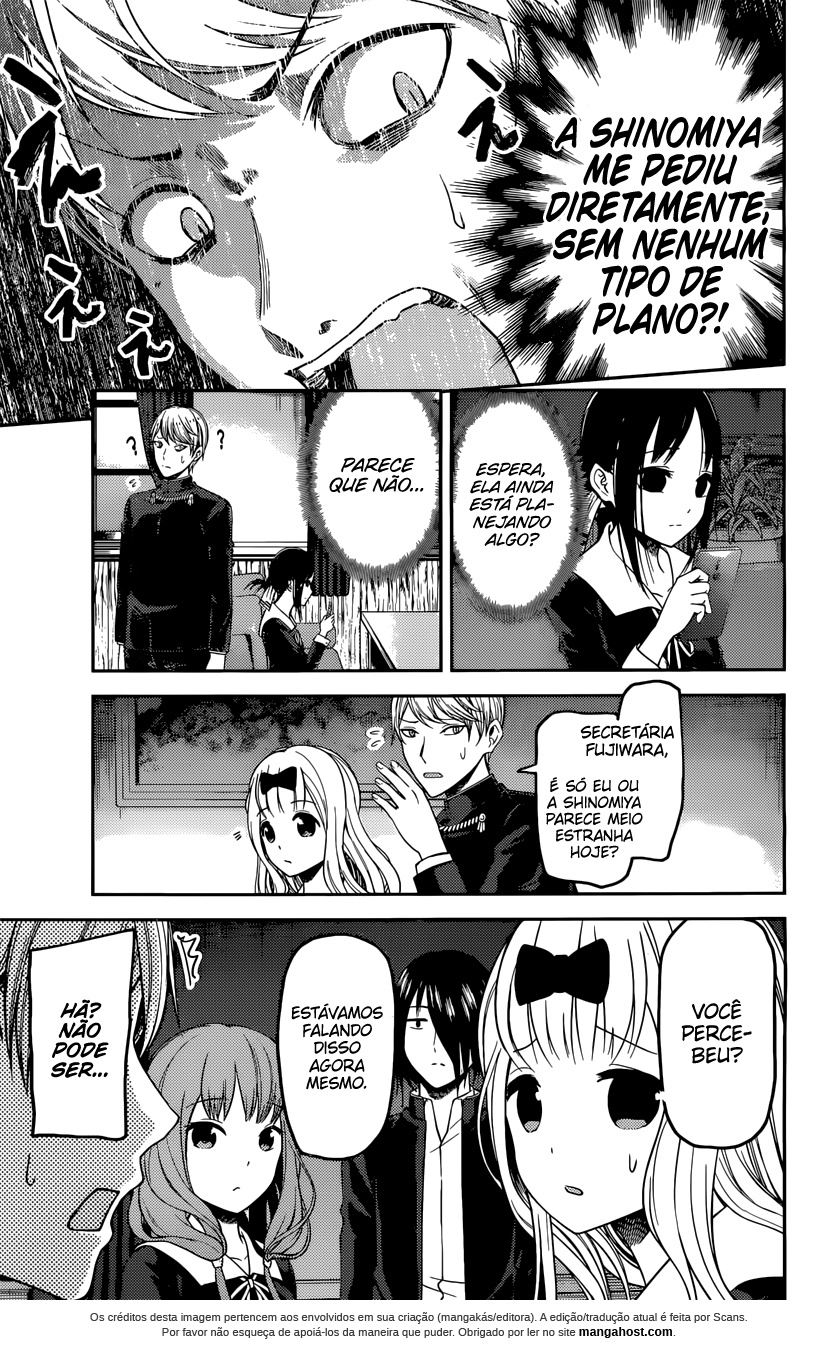 A SHINOMIYA
ME PEDIU
DIRETAMENTE,
SEM NENHUM
TIPO DE
PLANO?!
え゛
え゛
え゛
え゛
ESPERA,
ELA AINDA
ESTÁ PLA-
NEJANDO
ALGO?
PARECE
QUE NÃO...
?
?
SECRETÁRIA
FUJIWARA,
É SÓ EU OU
A SHINOMIYA
PARECE MEIO
ESTRANHA
HOJE?
VOCÊ
PERCE-
BEU?
ESTÁVAMOS
FALANDO
DISSO
AGORA
MESMO.
HÃ?
NÃO
PODE
SER...
Os créditos desta imagem pertencem aos envolvidos em sua criação (mangakás/editora). A edição/tradução atual é feita por Scans.
Por favor não esqueça de apoiá-los da maneira que puder. Obrigado por ler no site mangahost.com.